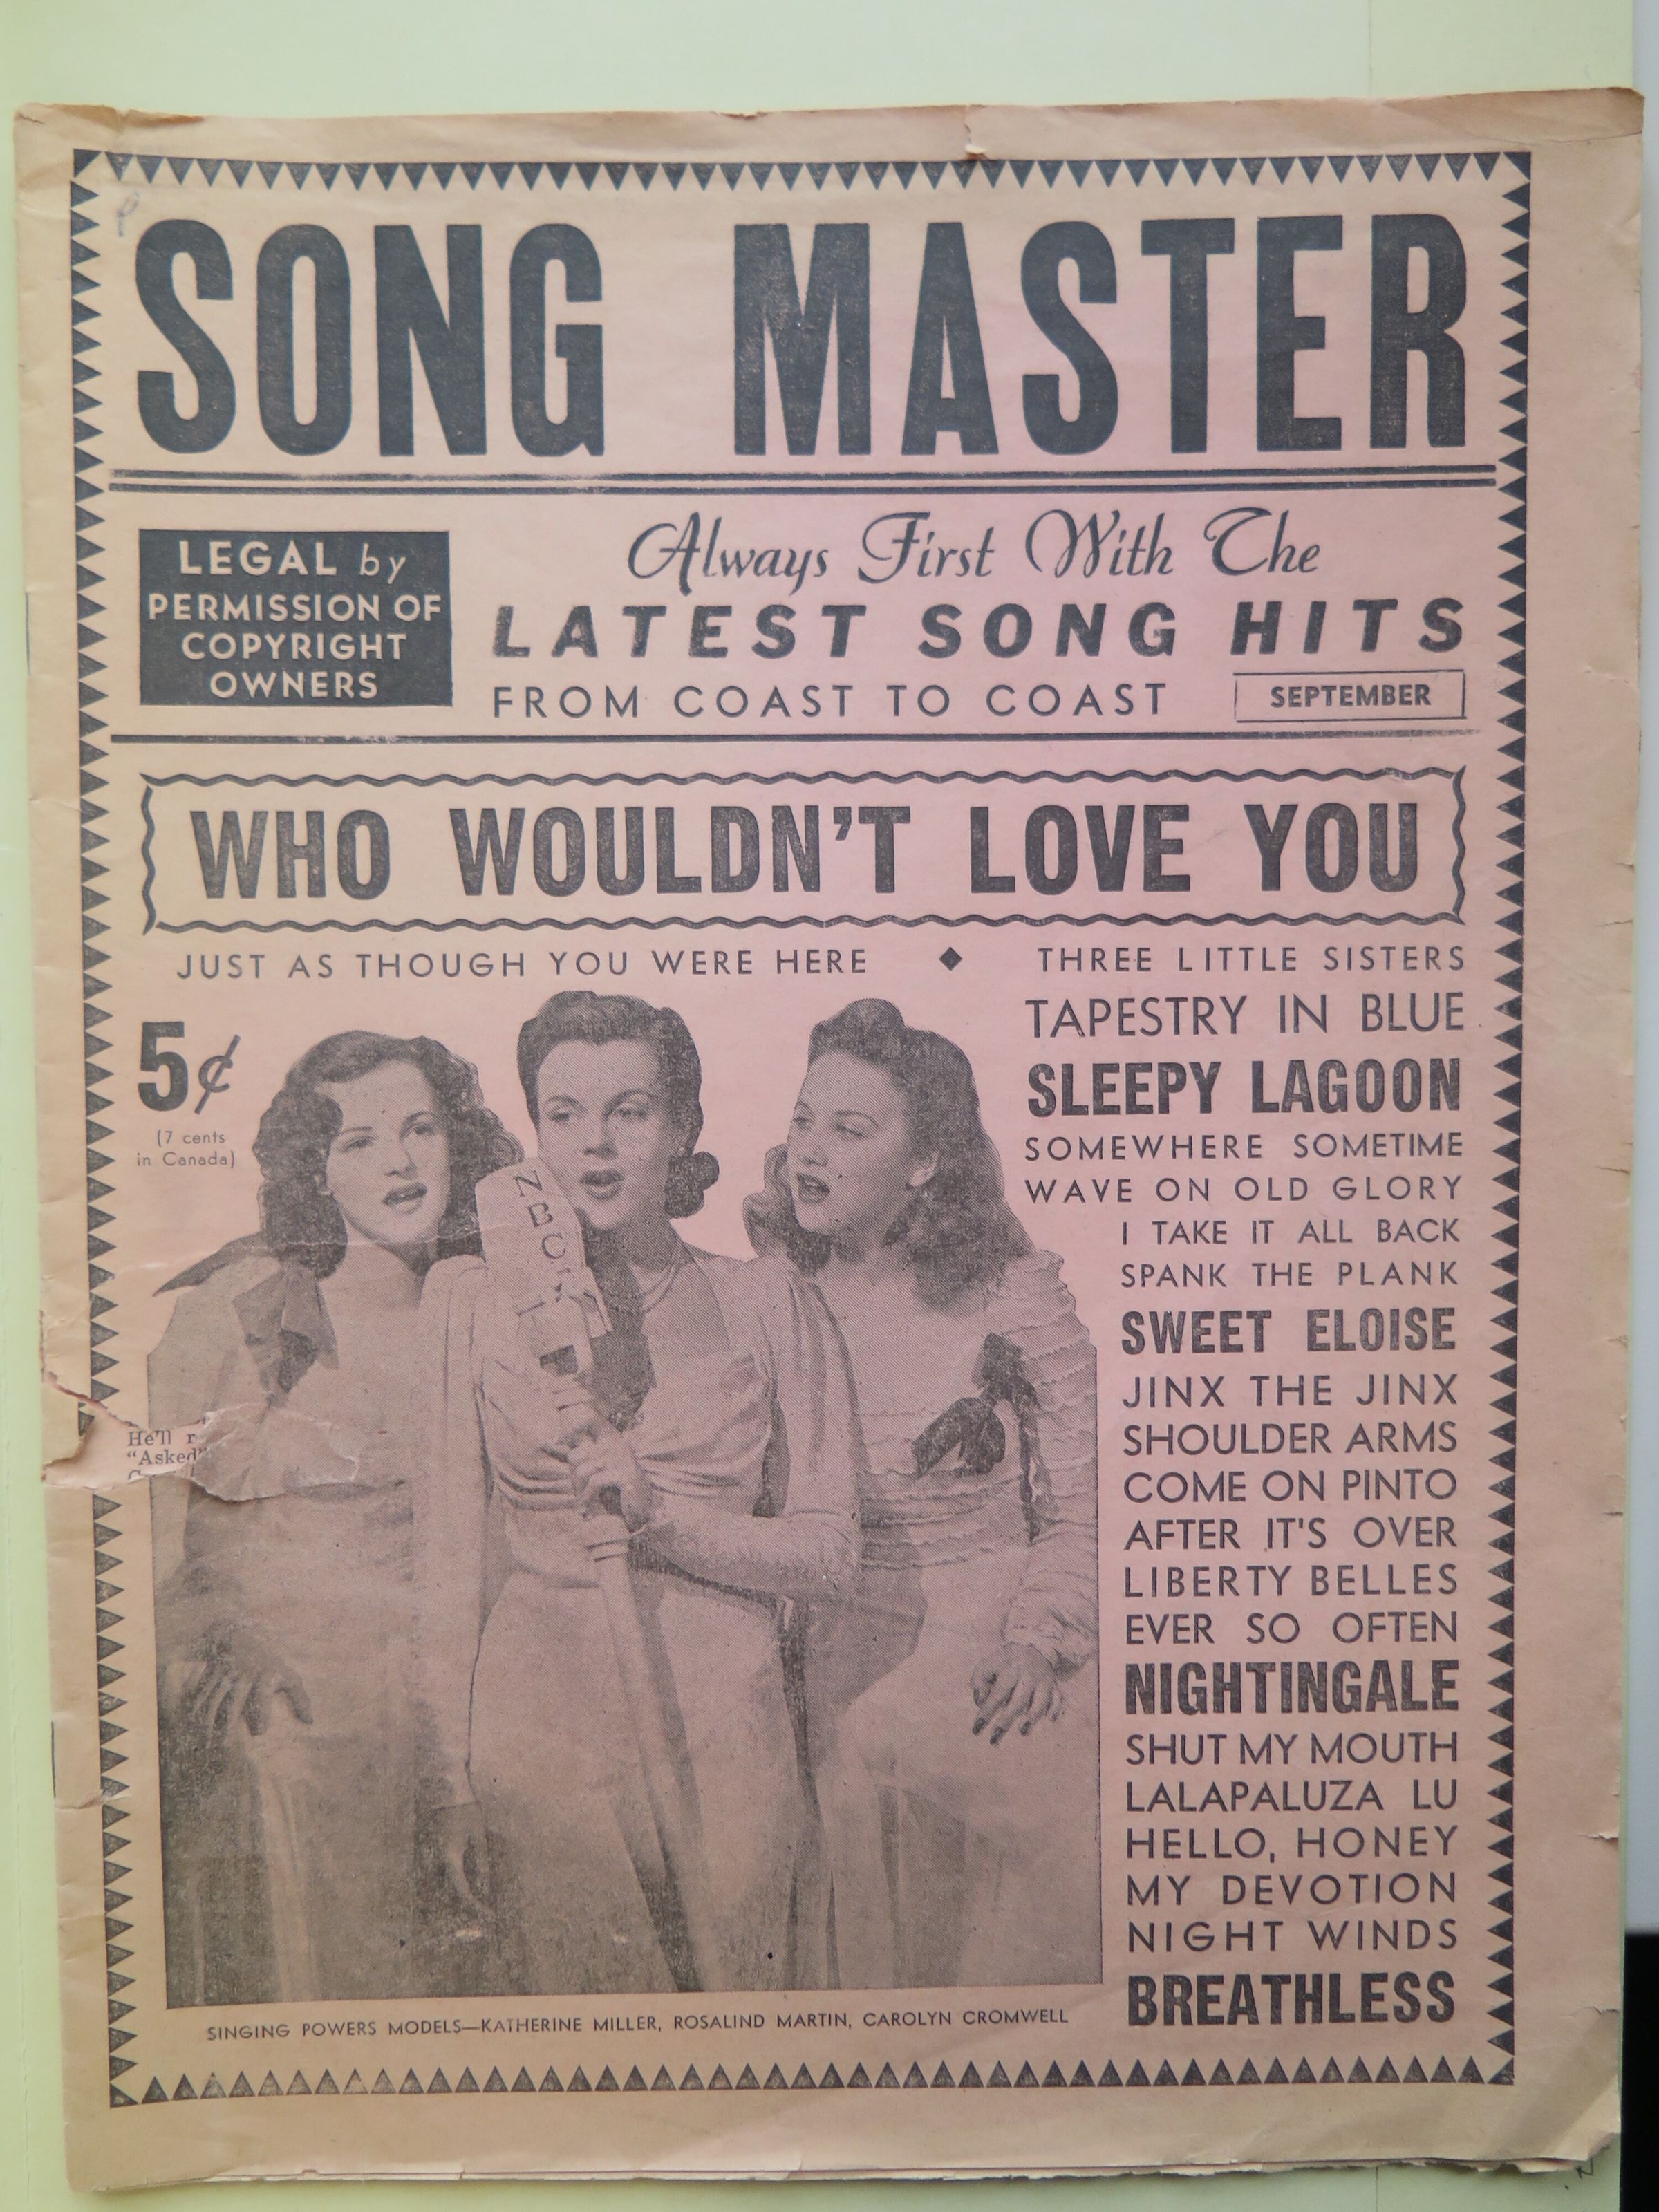 SONG MASTER
LEGAL by
PERMISSION OF
COPYRIGHT
OWNERS
Always First With The
LATEST SONG HITS
FROM COAST TO COAST
SEPTEMBER
WHO WOULDN'T LOVE YOU
JUST AS THOUGH YOU WERE HERE ◆ THREE LITTLE SISTERS
5¢
(7 cents
in Canada)
NBC
TAPESTRY IN BLUE
SLEEPY LAGOON
SOMEWHERE SOMETIME
WAVE ON OLD GLORY
I TAKE IT ALL BACK
SPANK THE PLANK
SWEET ELOISE
JINX THE JINX
SHOULDER ARMS
COME ON PINTO
AFTER IT'S OVER
LIBERTY BELLES
EVER SO OFTEN
NIGHTINGALE
SHUT MY MOUTH
LALAPALUZA LU
HELLO, HONEY
MY DEVOTION
NIGHT WINDS
BREATHLESS
He'll r
"Asked"
SINGING POWERS MODELS—KATHERINE MILLER, ROSALIND MARTIN, CAROLYN CROMWELL